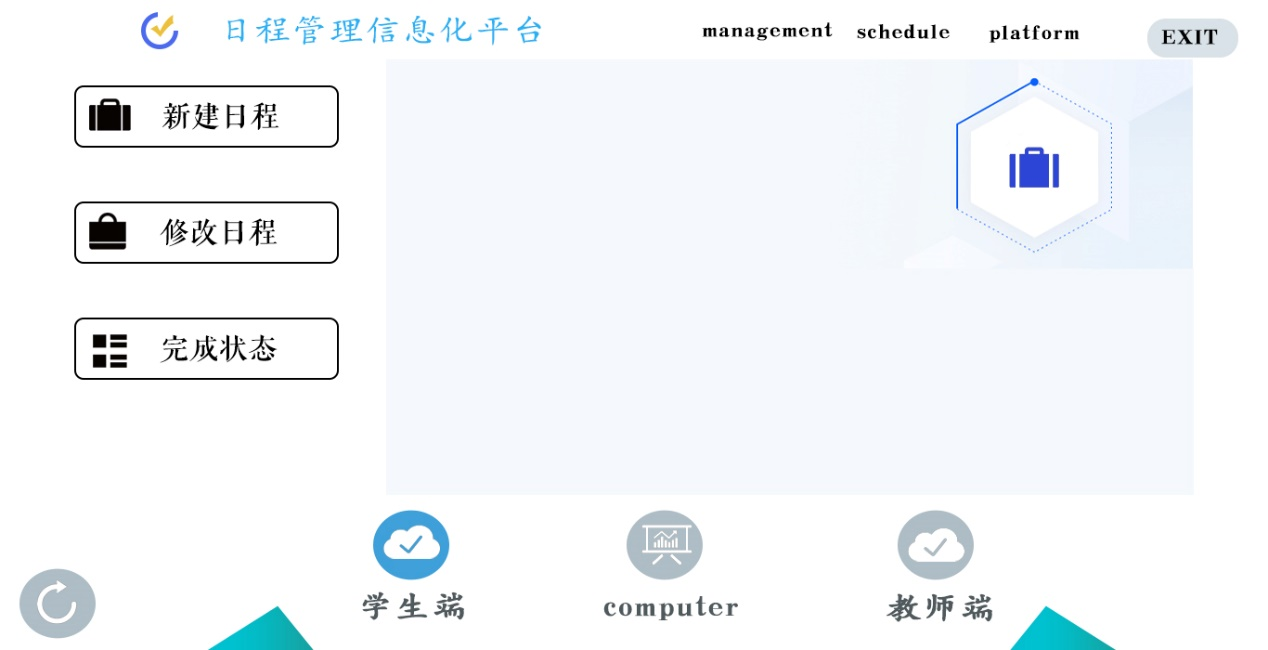 日程管理信息化平台
management schedule platform EXIT
新建日程
修改日程
完成状态
学生端 computer 教师端